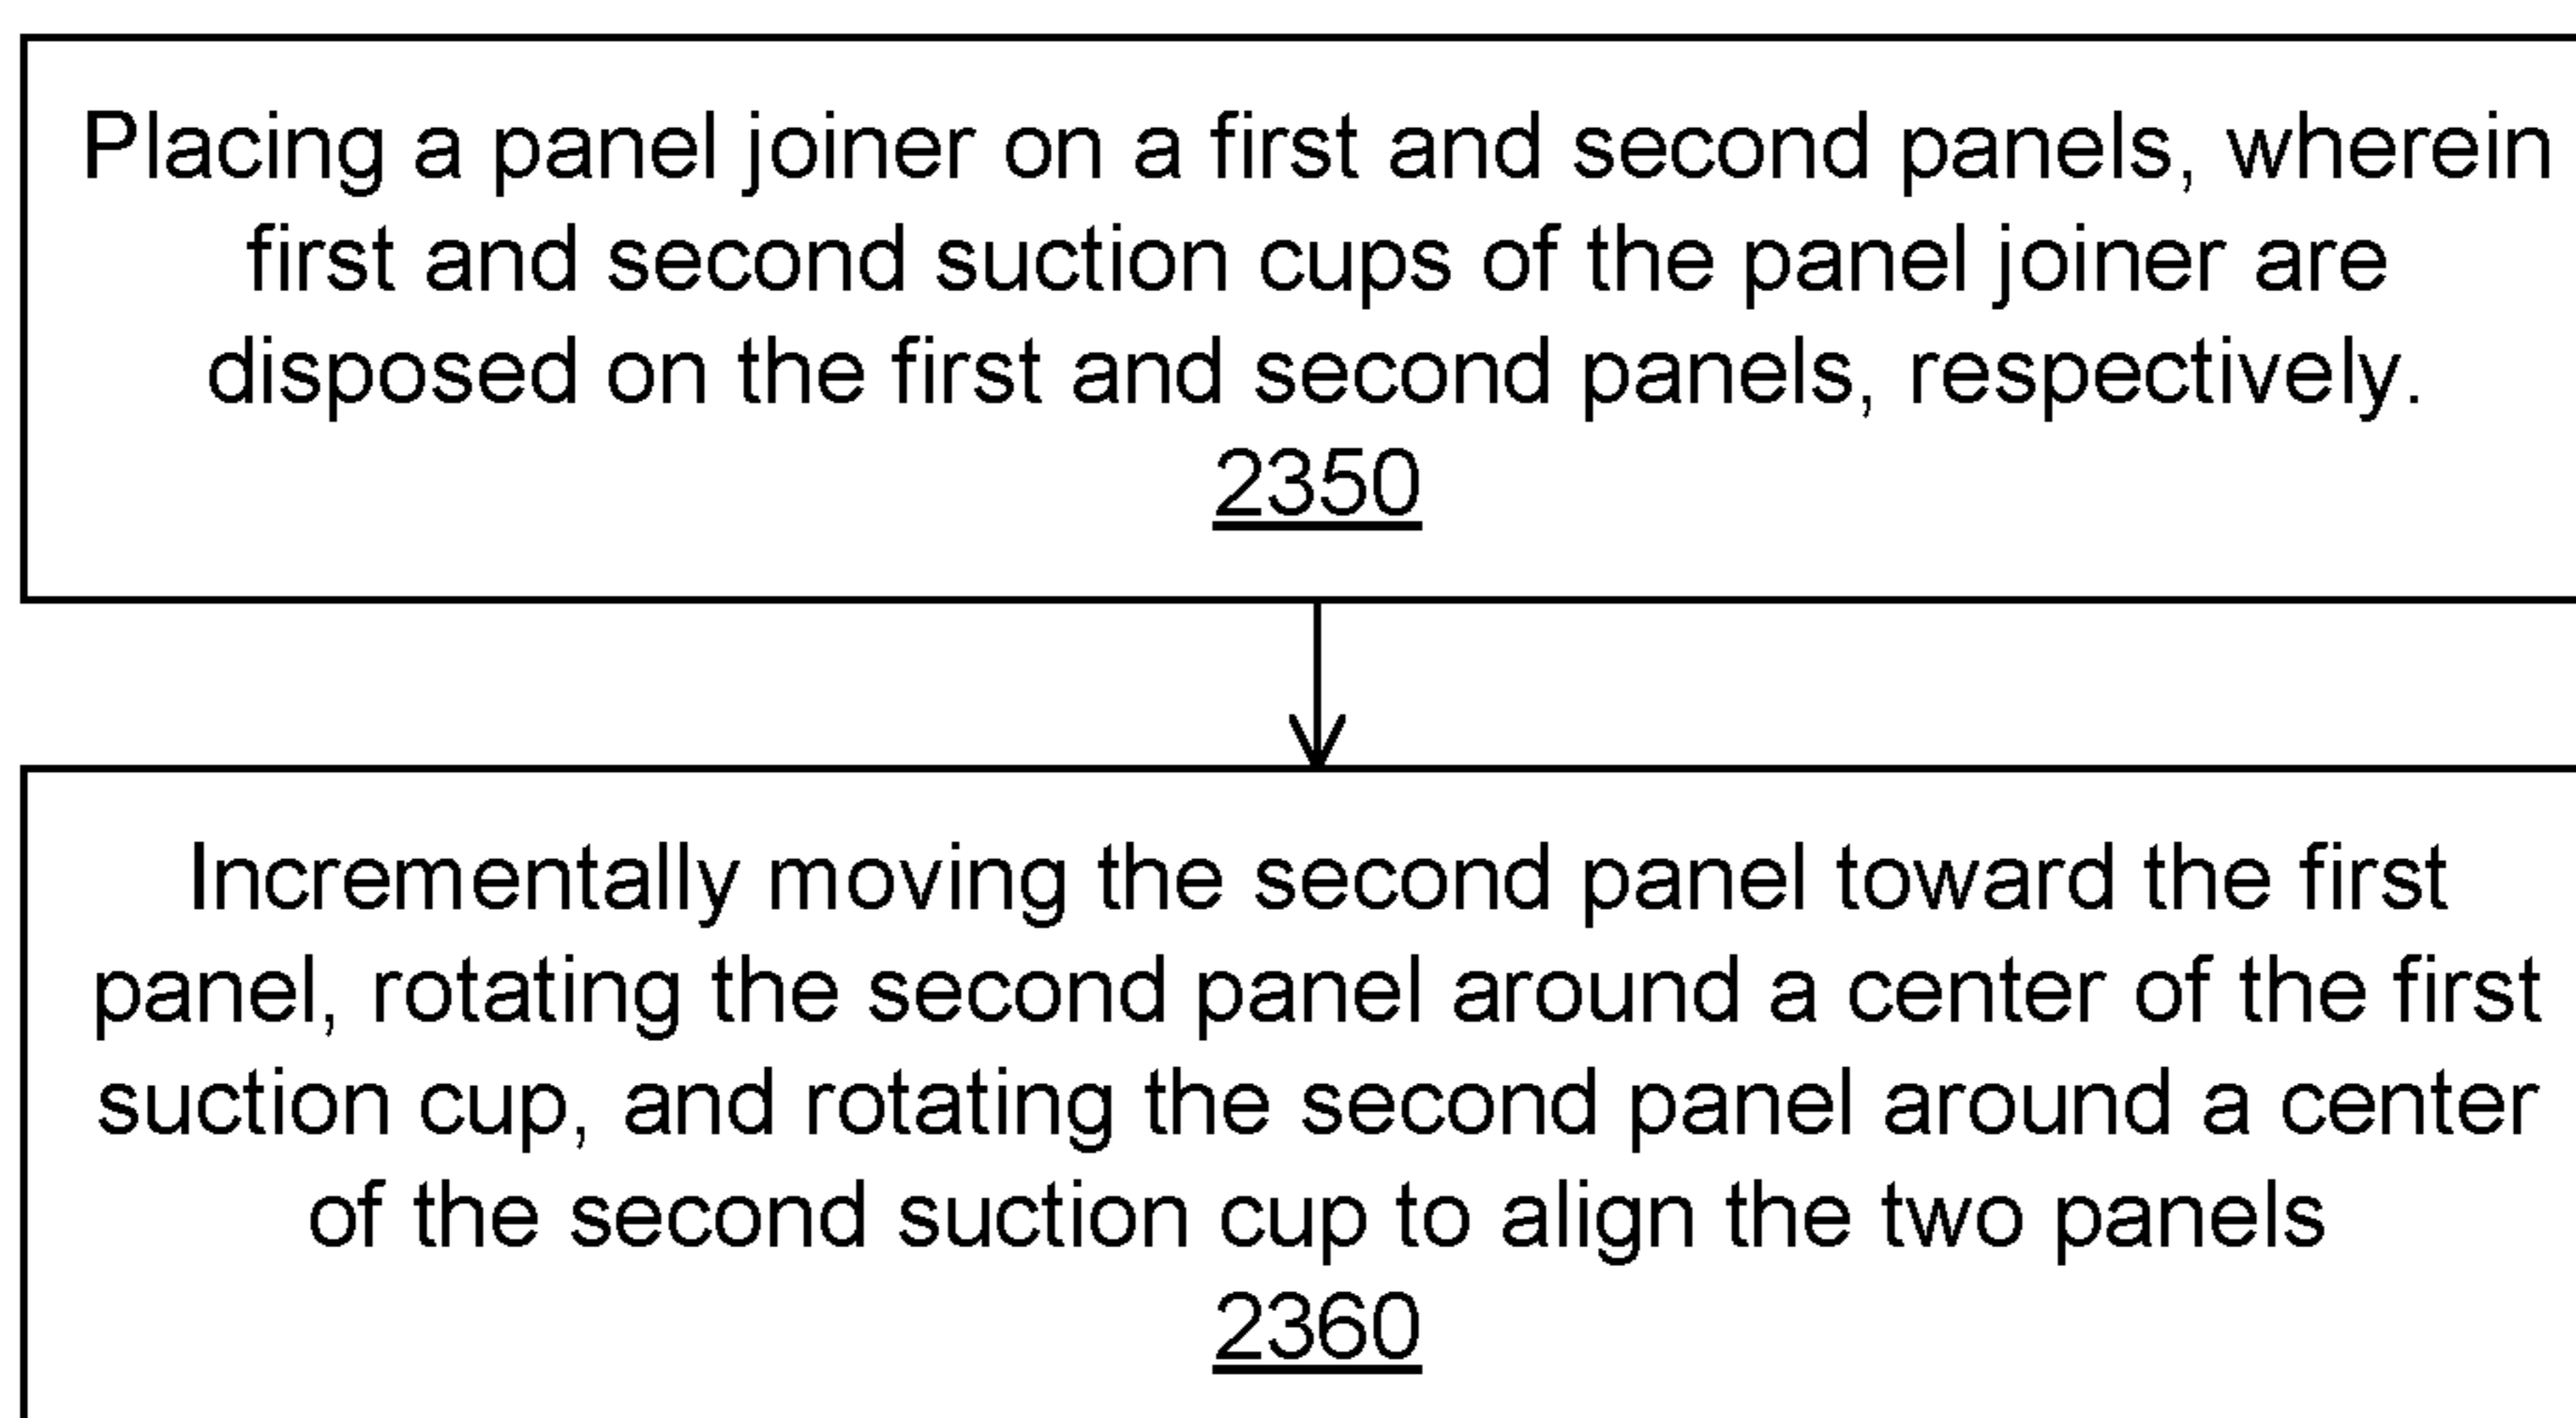 Placing a panel joiner on a first and second panels, wherein
first and second suction cups of the panel joiner are
disposed on the first and second panels, respectively.
2350
Incrementally moving the second panel toward the first
panel, rotating the second panel around a center of the first
suction cup, and rotating the second panel around a center
of the second suction cup to align the two panels
2360